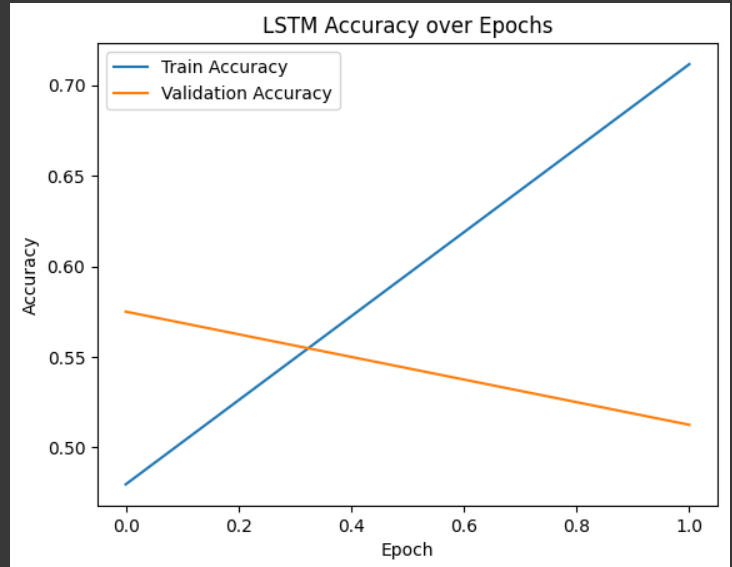 LSTM Accuracy over Epochs
Train Accuracy
Validation Accuracy
0.70
0.65
0.60
0.55
0.50
Accuracy
0.0 0.2 0.4 0.6 0.8 1.0
Epoch